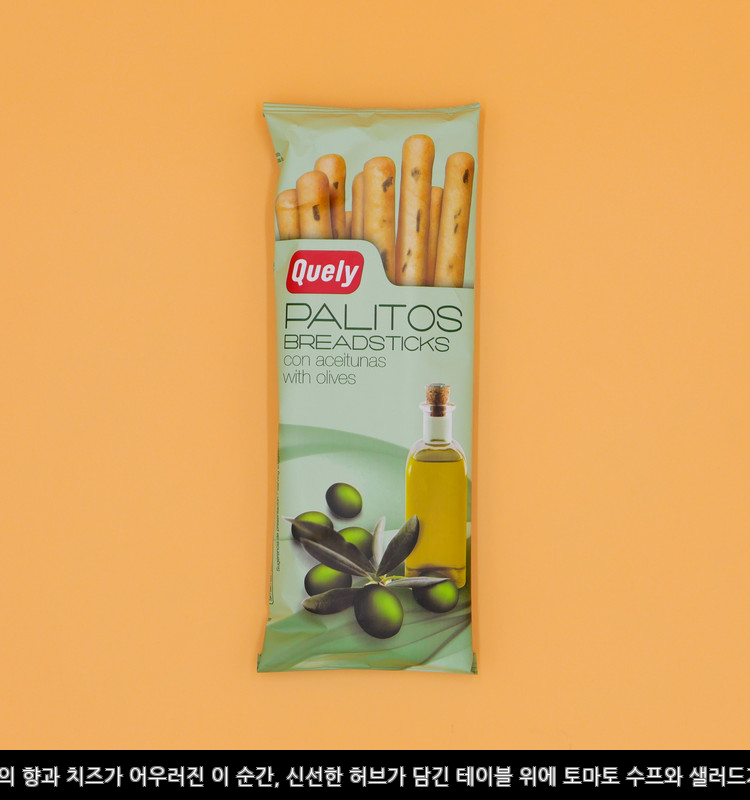 Quely
PALITOS
BREADSTICKS
con aceitunas
with olives
의 향과 치즈가 어우러진 이 순간, 신선한 허브가 담긴 테이블 위에 토마토 수프와 샐러드